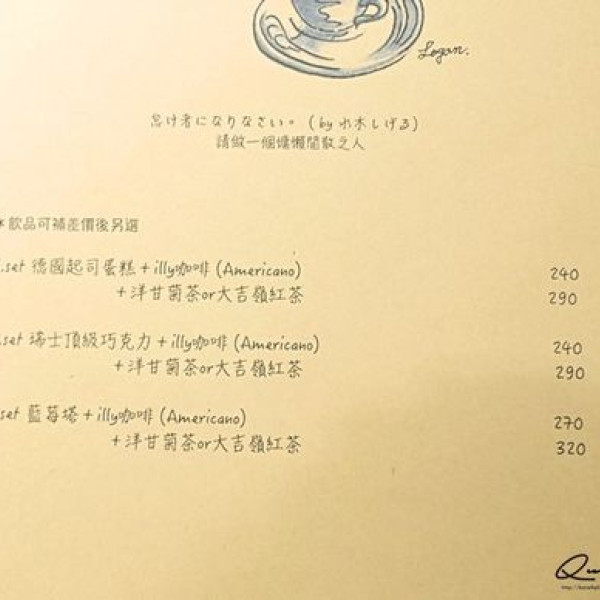 Logan.
怠け者になりなさい。(by 水木しげる)
請做一個慵懶閒散之人
* 飲品可補差價後另選
.set 德國起司蛋糕 + illy咖啡 (Americano) 240
+ 洋甘菊茶or大吉嶺紅茶 290
.set 瑞士頂級巧克力 + illy咖啡 (Americano) 240
+ 洋甘菊茶or大吉嶺紅茶 290
set 藍莓塔 + illy咖啡 (Americano) 270
+ 洋甘菊茶or大吉嶺紅茶 320